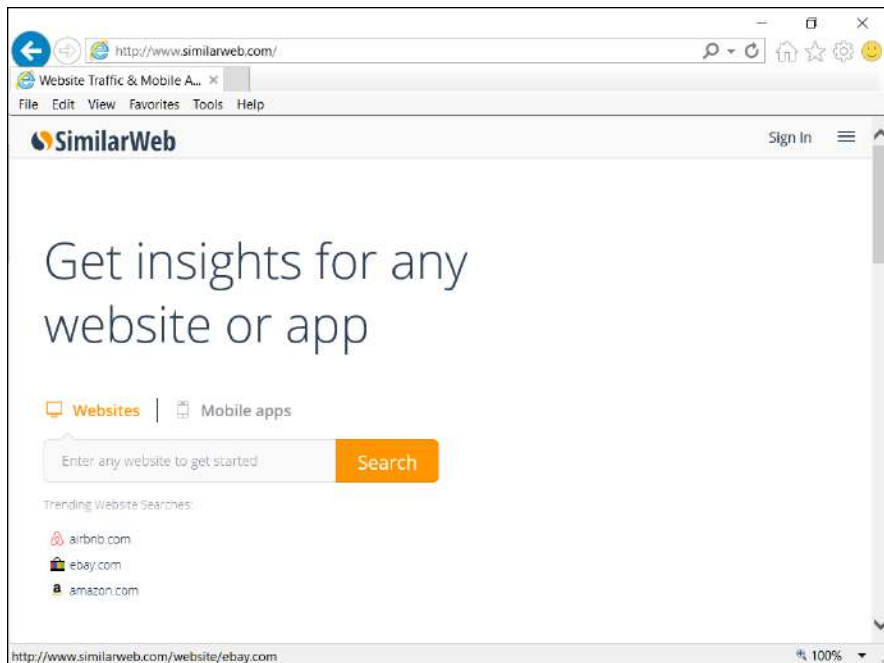 http://www.similarweb.com/
Website Traffic & Mobile A...
File Edit View Favorites Tools Help
SimilarWeb
Sign In
Get insights for any
website or app
Websites
Mobile apps
Enter any website to get started
Search
Trending Website Searches:
airbnb.com
ebay.com
a amazon.com
http://www.similarweb.com/website/ebay.com
100%